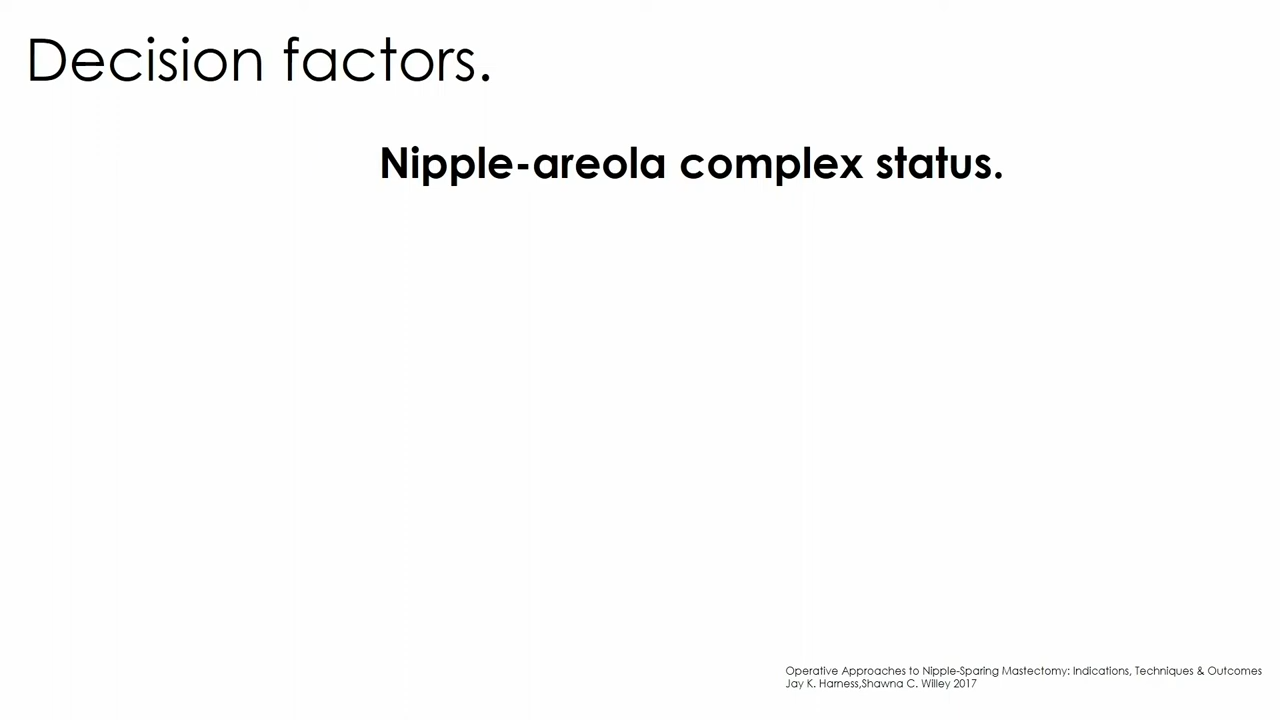 Decision factors.
Nipple-areola complex status.
Operative Approaches to Nipple-Sparing Mastectomy: Indications, Techniques & Outcomes
Jay K. Harness,Shawna C. Willey 2017